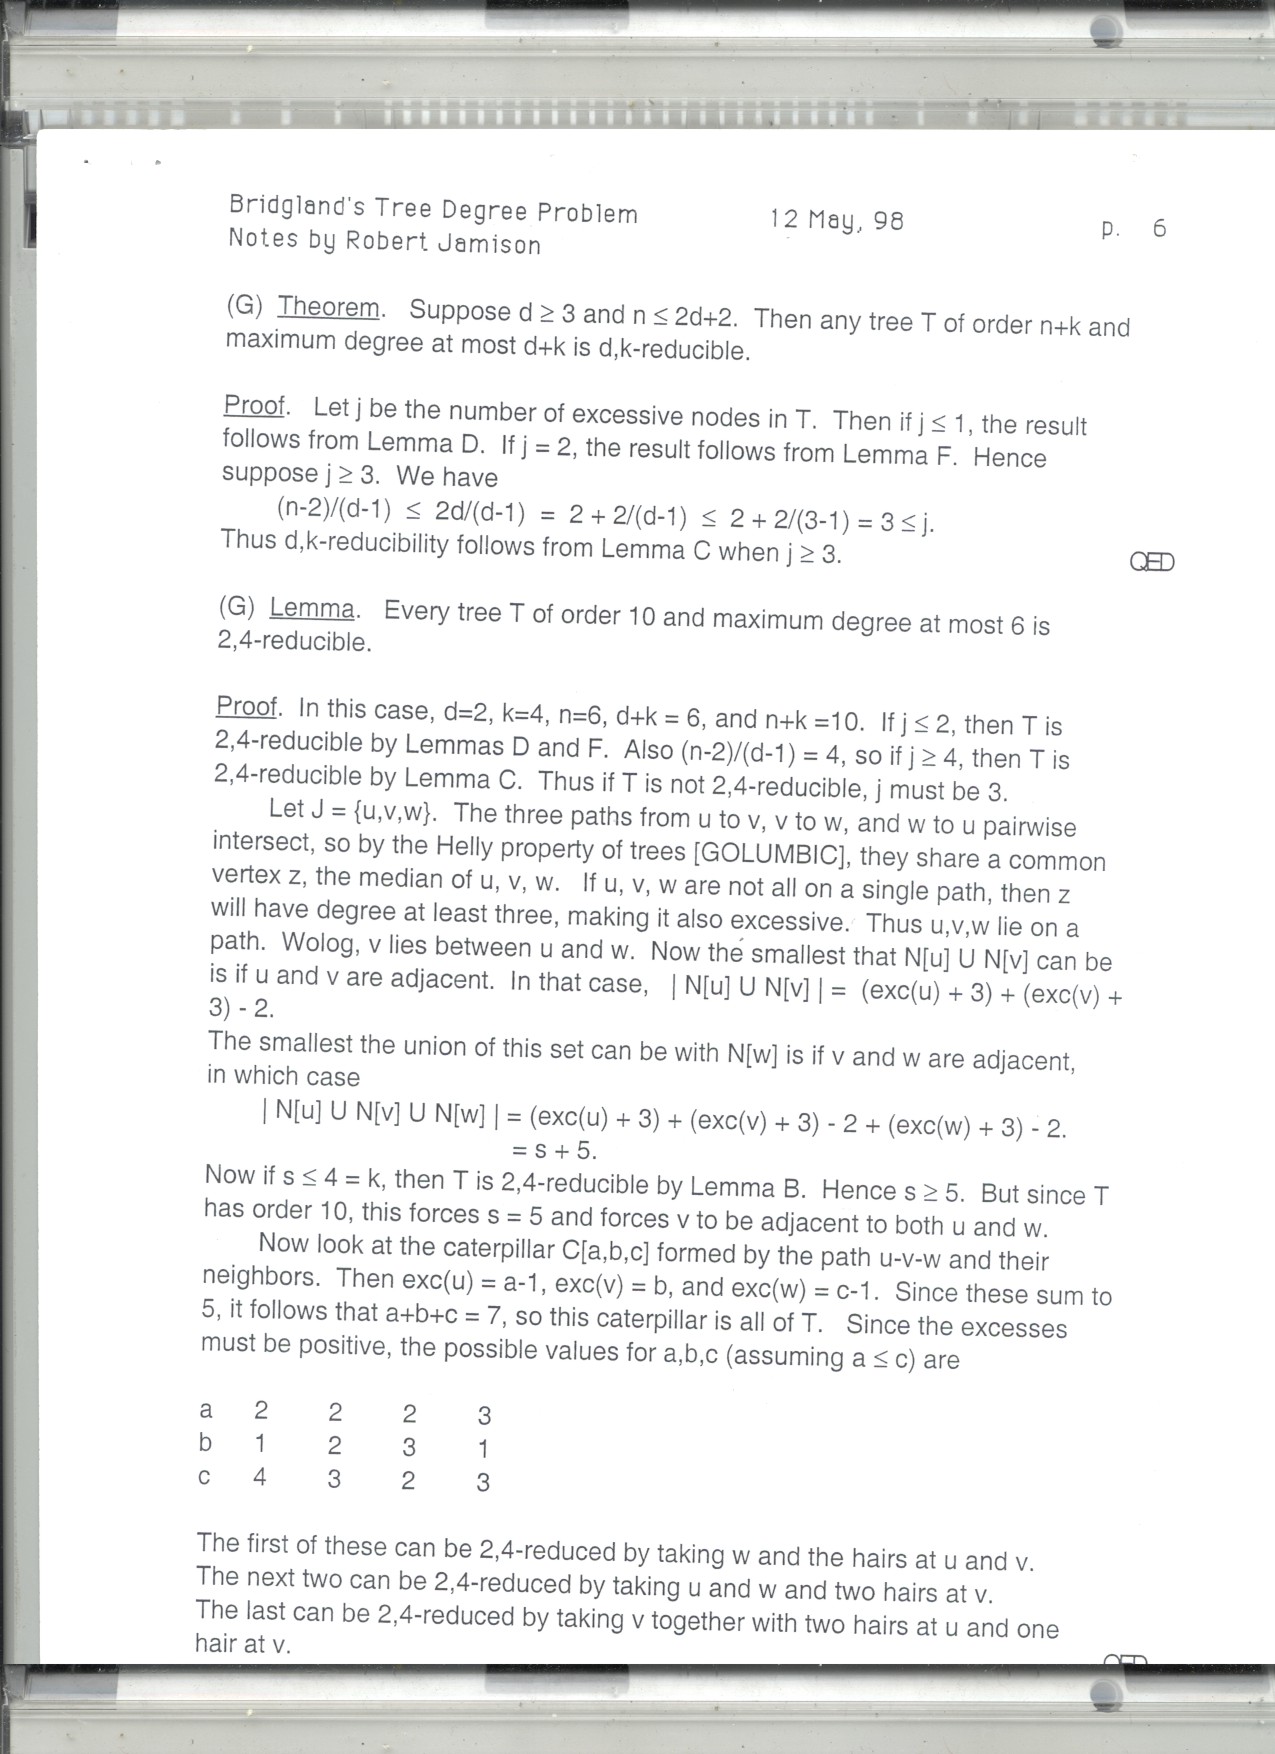 Bridgland's Tree Degree Problem 12 May, 98 p. 6
Notes by Robert Jamison
(G) Theorem. Suppose d ≥ 3 and n ≤ 2d+2. Then any tree T of order n+k and
maximum degree at most d+k is d,k-reducible.
Proof. Let j be the number of excessive nodes in T. Then if j ≤ 1, the result
follows from Lemma D. If j = 2, the result follows from Lemma F. Hence
suppose j ≥ 3. We have
(n-2)/(d-1) ≤ 2d/(d-1) = 2 + 2/(d-1) ≤ 2 + 2/(3-1) = 3 ≤ j.
Thus d,k-reducibility follows from Lemma C when j ≥ 3. QED
(G) Lemma. Every tree T of order 10 and maximum degree at most 6 is
2,4-reducible.
Proof. In this case, d=2, k=4, n=6, d+k = 6, and n+k =10. If j ≤ 2, then T is
2,4-reducible by Lemmas D and F. Also (n-2)/(d-1) = 4, so if j ≥ 4, then T is
2,4-reducible by Lemma C. Thus if T is not 2,4-reducible, j must be 3.
Let J = {u,v,w}. The three paths from u to v, v to w, and w to u pairwise
intersect, so by the Helly property of trees [GOLUMBIC], they share a common
vertex z, the median of u, v, w. If u, v, w are not all on a single path, then z
will have degree at least three, making it also excessive. Thus u,v,w lie on a
path. Wolog, v lies between u and w. Now the smallest that N[u] U N[v] can be
is if u and v are adjacent. In that case, | N[u] U N[v] | = (exc(u) + 3) + (exc(v) +
3) - 2.
The smallest the union of this set can be with N[w] is if v and w are adjacent,
in which case
| N[u] U N[v] U N[w] | = (exc(u) + 3) + (exc(v) + 3) - 2 + (exc(w) + 3) - 2.
= s + 5.
Now if s ≤ 4 = k, then T is 2,4-reducible by Lemma B. Hence s ≥ 5. But since T
has order 10, this forces s = 5 and forces v to be adjacent to both u and w.
Now look at the caterpillar C[a,b,c] formed by the path u-v-w and their
neighbors. Then exc(u) = a-1, exc(v) = b, and exc(w) = c-1. Since these sum to
5, it follows that a+b+c = 7, so this caterpillar is all of T. Since the excesses
must be positive, the possible values for a,b,c (assuming a ≤ c) are
a 2 2 2 3
b 1 2 3 1
c 4 3 2 3
The first of these can be 2,4-reduced by taking w and the hairs at u and v.
The next two can be 2,4-reduced by taking u and w and two hairs at v.
The last can be 2,4-reduced by taking v together with two hairs at u and one
hair at v.
QED